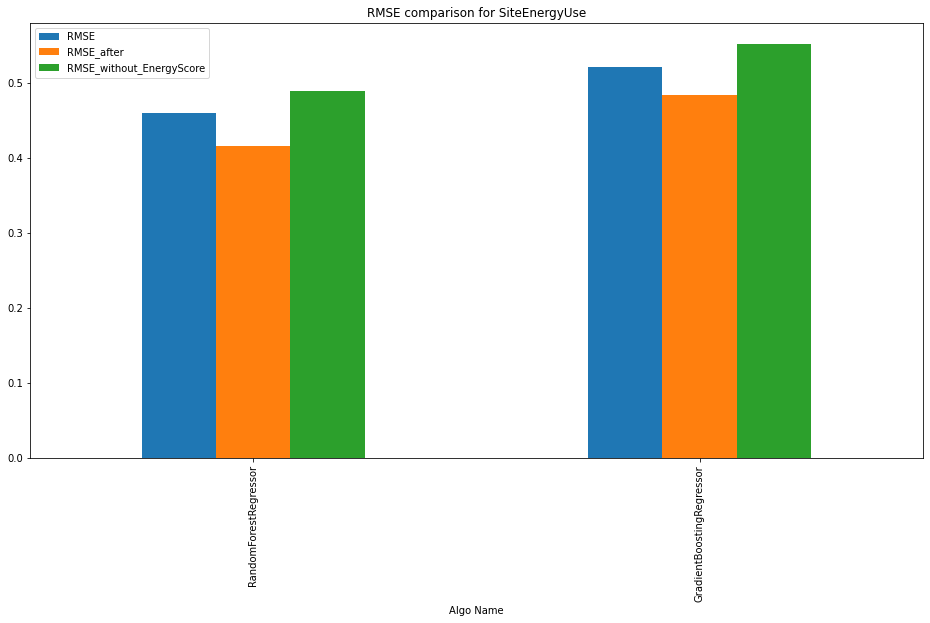 RMSE comparison for SiteEnergyUse
RMSE
RMSE_after
RMSE_without_EnergyScore
0.5
0.4
0.3
0.2
0.1
0.0
RandomForestRegressor
GradientBoostingRegressor
Algo Name